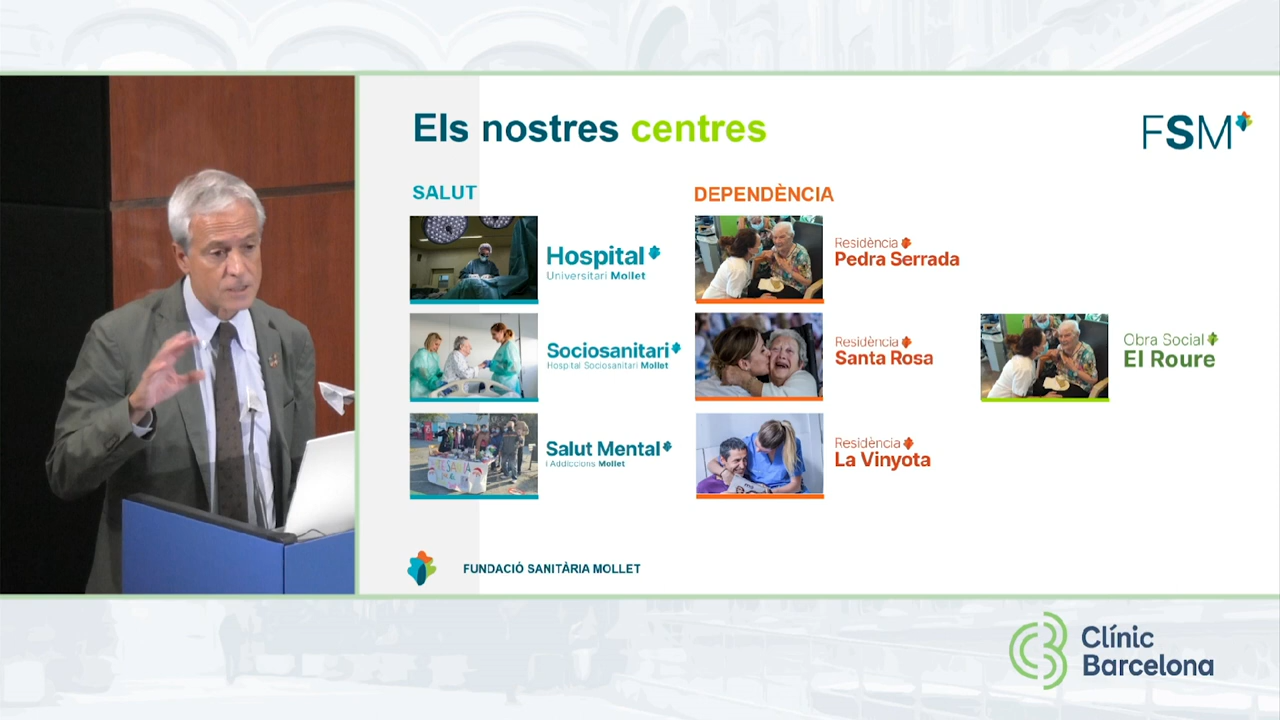 Els nostres centres
FSM
SALUT
Hospital
Universitari Mollet
Sociosanitari
Hospital Sociosanitari Mollet
Salut Mental
i Addiccions Mollet
DEPENDÈNCIA
Residència
Pedra Serrada
Residència
Santa Rosa
Residència
La Vinyota
Obra Social
El Roure
FUNDACIÓ SANITÀRIA MOLLET
Clínic
Barcelona